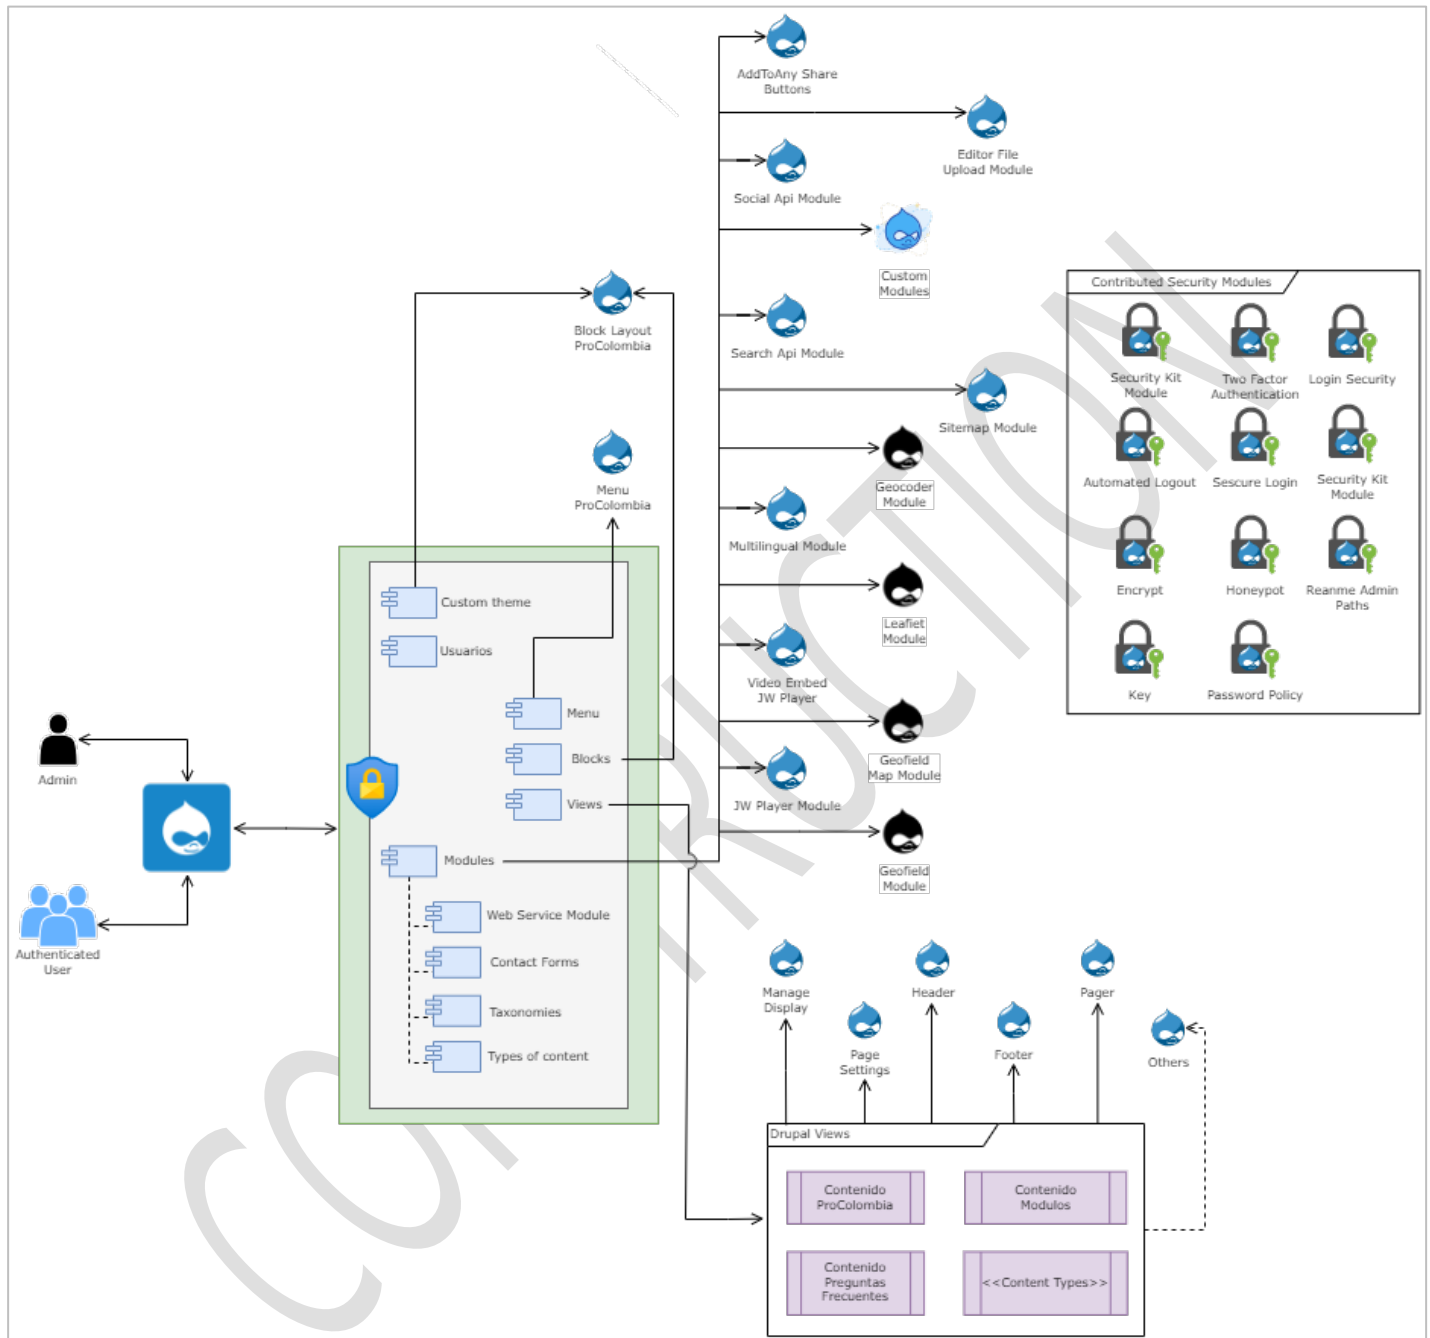 AddToAny Share
Buttons
Editor File
Upload Module
Social Api Module
Custom
Modules
Block Layout
ProColombia
Search Api Module
Sitemap Module
Menu
ProColombia
Geocoder
Module
Multilingual Module
Leaflet
Module
Video Embed
JW Player
Geofield
Map Module
JW Player Module
Geofield
Module
Contributed Security Modules
Security Kit
Module
Two Factor
Authentication
Login Security
Automated Logout
Sescure Login
Security Kit
Module
Encrypt
Honeypot
Reanme Admin
Paths
Key
Password Policy
Custom theme
Usuarios
Menu
Blocks
Views
Modules
Web Service Module
Contact Forms
Taxonomies
Types of content
Admin
Authenticated
User
Manage
Display
Page
Settings
Header
Footer
Pager
Others
Drupal Views
Contenido
ProColombia
Contenido
Modulos
Contenido
Preguntas
Frecuentes
<<Content Types>>